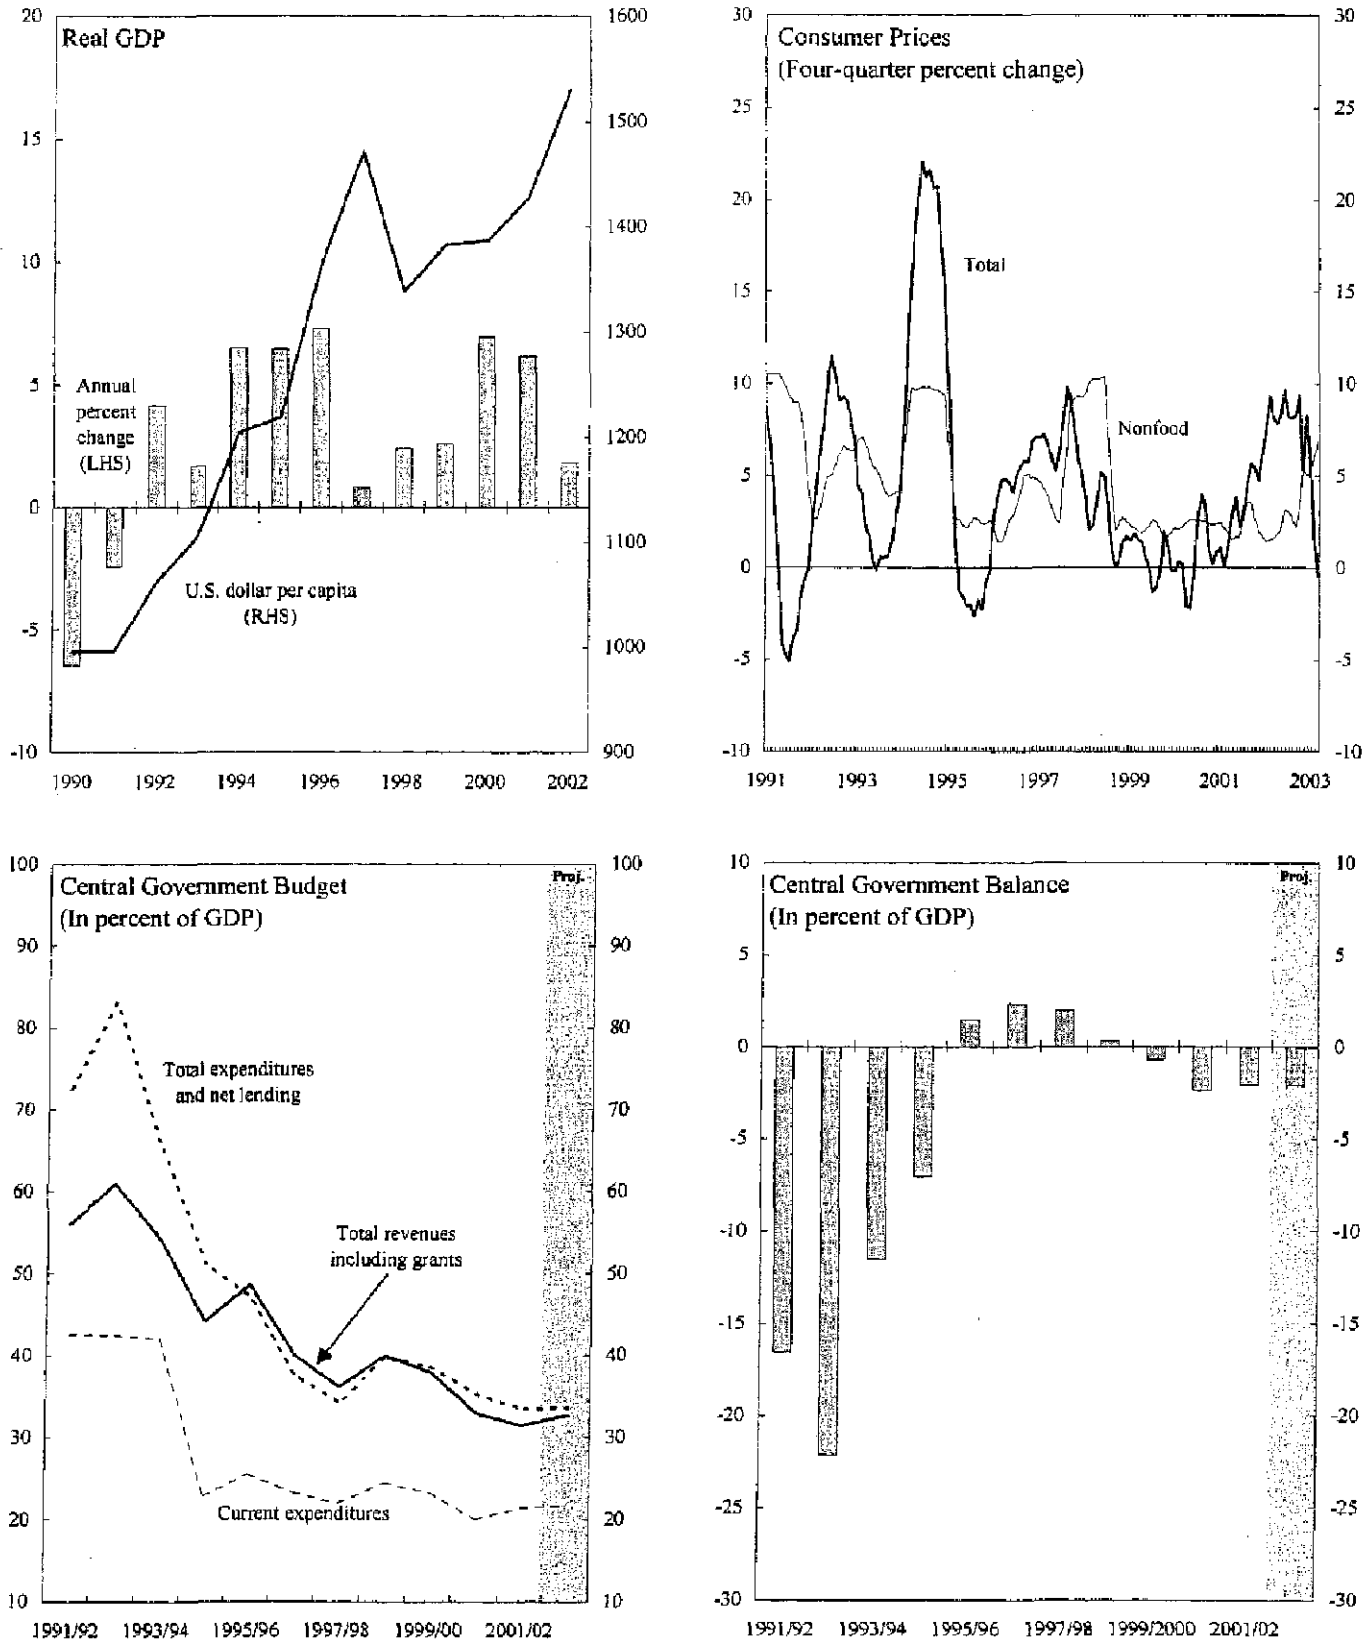 Real GDP
20
15
10
5
0
-5
-10
1600
1500
1400
1300
1200
1100
1000
900
Annual
percent
change
(LHS)
U.S. dollar per capita
(RHS)
1990 1992 1994 1996 1998 2000 2002
Consumer Prices
(Four-quarter percent change)
30
25
20
15
10
5
0
-5
-10
30
25
20
15
10
5
0
-5
-10
Total
Nonfood
1991 1993 1995 1997 1999 2001 2003
Central Government Budget
(In percent of GDP)
Proj.
100
90
80
70
60
50
40
30
20
10
100
90
80
70
60
50
40
30
20
10
Total expenditures
and net lending
Total revenues
including grants
Current expenditures
1991/92 1993/94 1995/96 1997/98 1999/00 2001/02
Central Government Balance
(In percent of GDP)
Proj.
10
5
0
-5
-10
-15
-20
-25
-30
10
5
0
-5
-10
-15
-20
-25
-30
1991/92 1993/94 1995/96 1997/98 1999/2000 2001/02